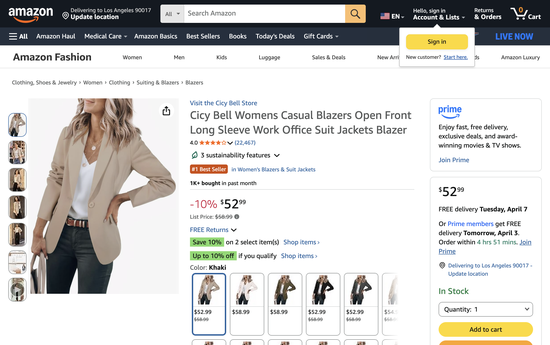 amazon
Delivering to Los Angeles 90017
Update location
All
Search Amazon
EN
Hello, sign in
Account & Lists
Returns
& Orders
0
Cart
All
Amazon Haul
Medical Care
Amazon Basics
Best Sellers
Books
Today's Deals
Gift Cards
LIVE NOW
Sign in
New customer? Start here.
Amazon Fashion
Women
Men
Kids
Luggage
Sales & Deals
New Arri
ds
Amazon Luxury
Clothing, Shoes & Jewelry › Women › Clothing › Suiting & Blazers › Blazers
Visit the Cicy Bell Store
Cicy Bell Womens Casual Blazers Open Front
Long Sleeve Work Office Suit Jackets Blazer
4.0
(22,467)
3 sustainability features
#1 Best Seller in Women's Blazers & Suit Jackets
1K+ bought in past month
-10% $52.99
List Price: $58.99
FREE Returns
Save 10% on 2 select item(s) Shop items ›
Up to 10% off if you qualify Shop items ›
Color: Khaki
$52.99
$58.99
$58.99
$58.99
$52.99
$58.99
$52.99
$58.99
prime
Enjoy fast, free delivery,
exclusive deals, and award-
winning movies & TV shows.
Join Prime
$52.99
FREE delivery Tuesday, April 7
Or Prime members get FREE
delivery Tomorrow, April 3.
Order within 4 hrs 51 mins. Join
Prime
Delivering to Los Angeles 90017 -
Update location
In Stock
Quantity: 1
Add to cart